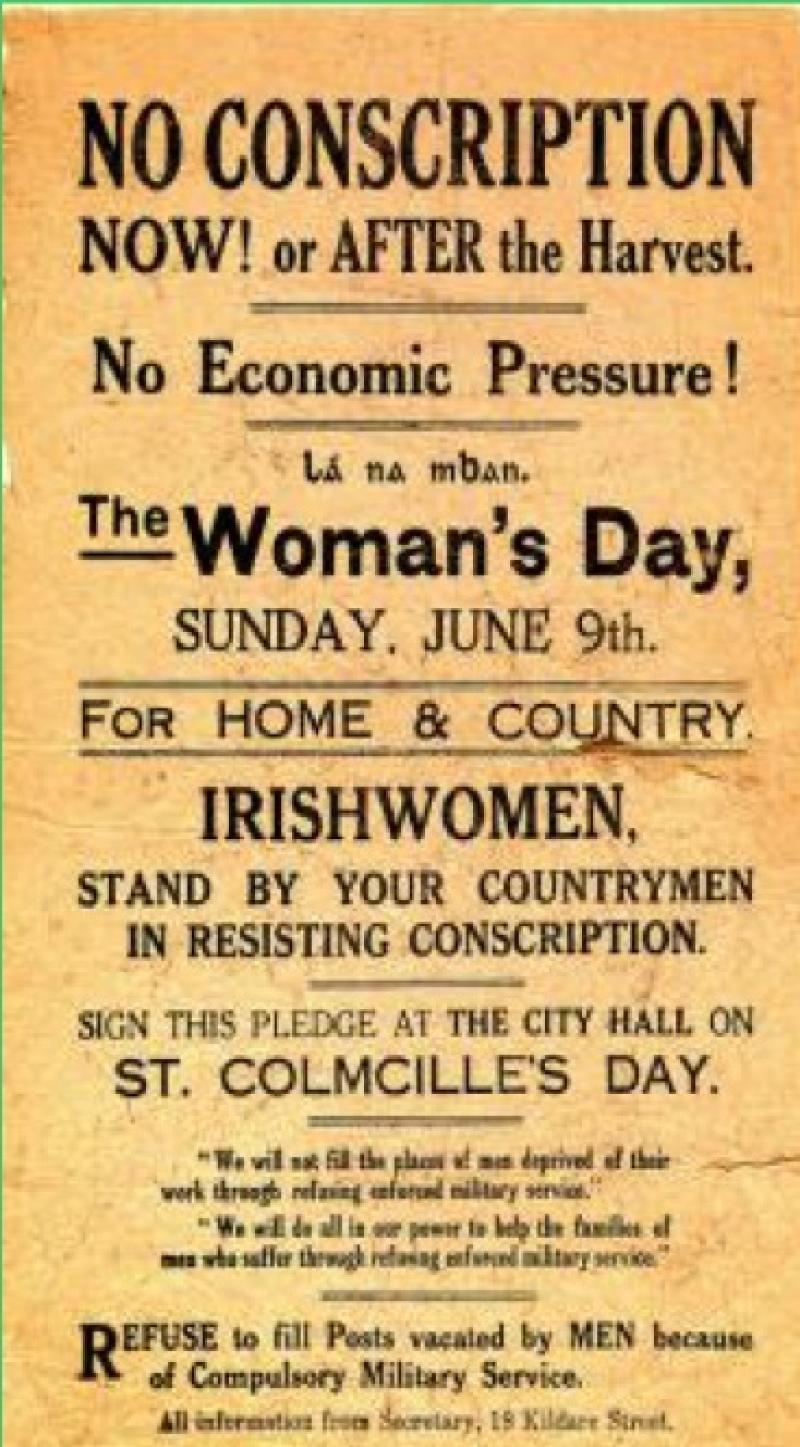 NO CONSCRIPTION
NOW! or AFTER the Harvest.
No Economic Pressure!
Lá na mḃan.
The Woman's Day,
SUNDAY, JUNE 9th.
FOR HOME & COUNTRY.
IRISHWOMEN,
STAND BY YOUR COUNTRYMEN
IN RESISTING CONSCRIPTION.
SIGN THIS PLEDGE AT THE CITY HALL ON
ST. COLMCILLE'S DAY.
"We will not fill the places of men deprived of their
work through refusing enforced military service."
"We will do all in our power to help the families of
men who suffer through refusing enforced military service."
REFUSE to fill Posts vacated by MEN because
of Compulsory Military Service.
All information from Secretary, 19 Kildare Street.